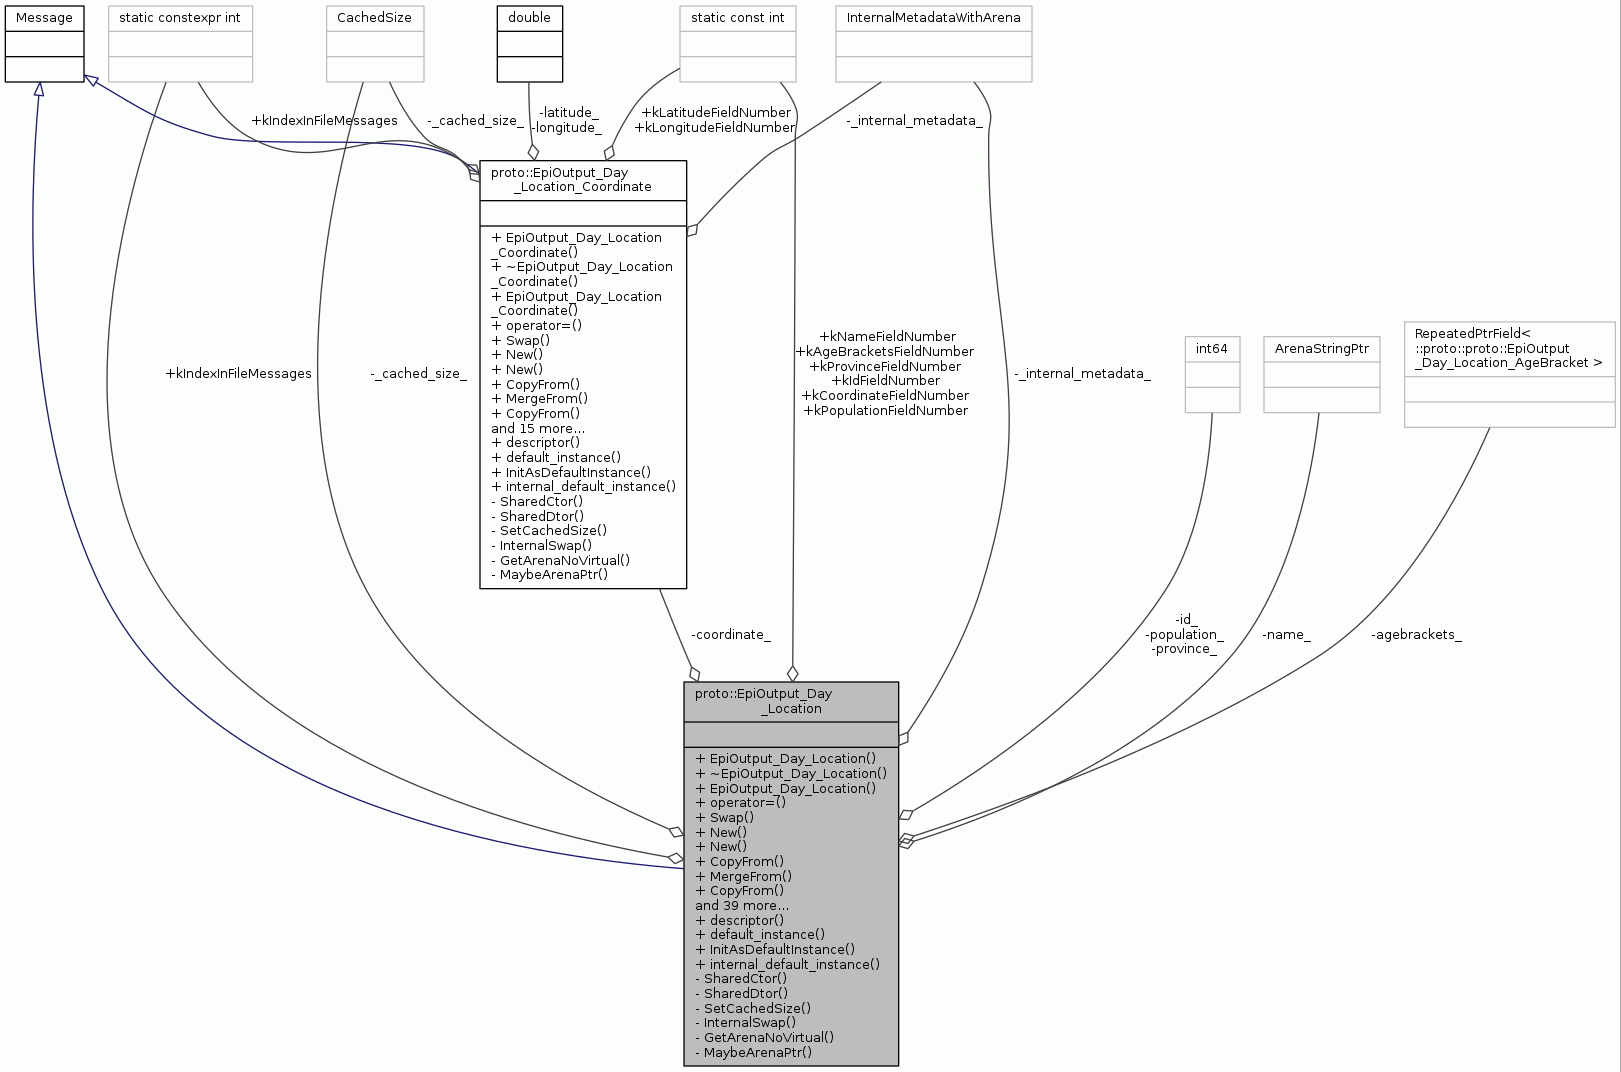 Message
static constexpr int
CachedSize
double
static const int
InternalMetadataWithArena
+kIndexInFileMessages
-_cached_size_
-latitude_
-longitude_
+kLatitudeFieldNumber
+kLongitudeFieldNumber
-_internal_metadata_
proto::EpiOutput_Day
_Location_Coordinate
+ EpiOutput_Day_Location
_Coordinate()
+ ~EpiOutput_Day_Location
_Coordinate()
+ EpiOutput_Day_Location
_Coordinate()
+ operator=()
+ Swap()
+ New()
+ New()
+ CopyFrom()
+ MergeFrom()
+ CopyFrom()
and 15 more...
+ descriptor()
+ default_instance()
+ InitAsDefaultInstance()
+ internal_default_instance()
- SharedCtor()
- SharedDtor()
- SetCachedSize()
- InternalSwap()
- GetArenaNoVirtual()
- MaybeArenaPtr()
+kIndexInFileMessages
-_cached_size_
+kNameFieldNumber
+kAgeBracketsFieldNumber
+kProvinceFieldNumber
+kIdFieldNumber
+kCoordinateFieldNumber
+kPopulationFieldNumber
-_internal_metadata_
int64
ArenaStringPtr
RepeatedPtrField<
::proto::proto::EpiOutput
_Day_Location_AgeBracket >
-coordinate_
-id_
-population_
-province_
-name_
-agebrackets_
proto::EpiOutput_Day
_Location
+ EpiOutput_Day_Location()
+ ~EpiOutput_Day_Location()
+ EpiOutput_Day_Location()
+ operator=()
+ Swap()
+ New()
+ New()
+ CopyFrom()
+ MergeFrom()
+ CopyFrom()
and 39 more...
+ descriptor()
+ default_instance()
+ InitAsDefaultInstance()
+ internal_default_instance()
- SharedCtor()
- SharedDtor()
- SetCachedSize()
- InternalSwap()
- GetArenaNoVirtual()
- MaybeArenaPtr()